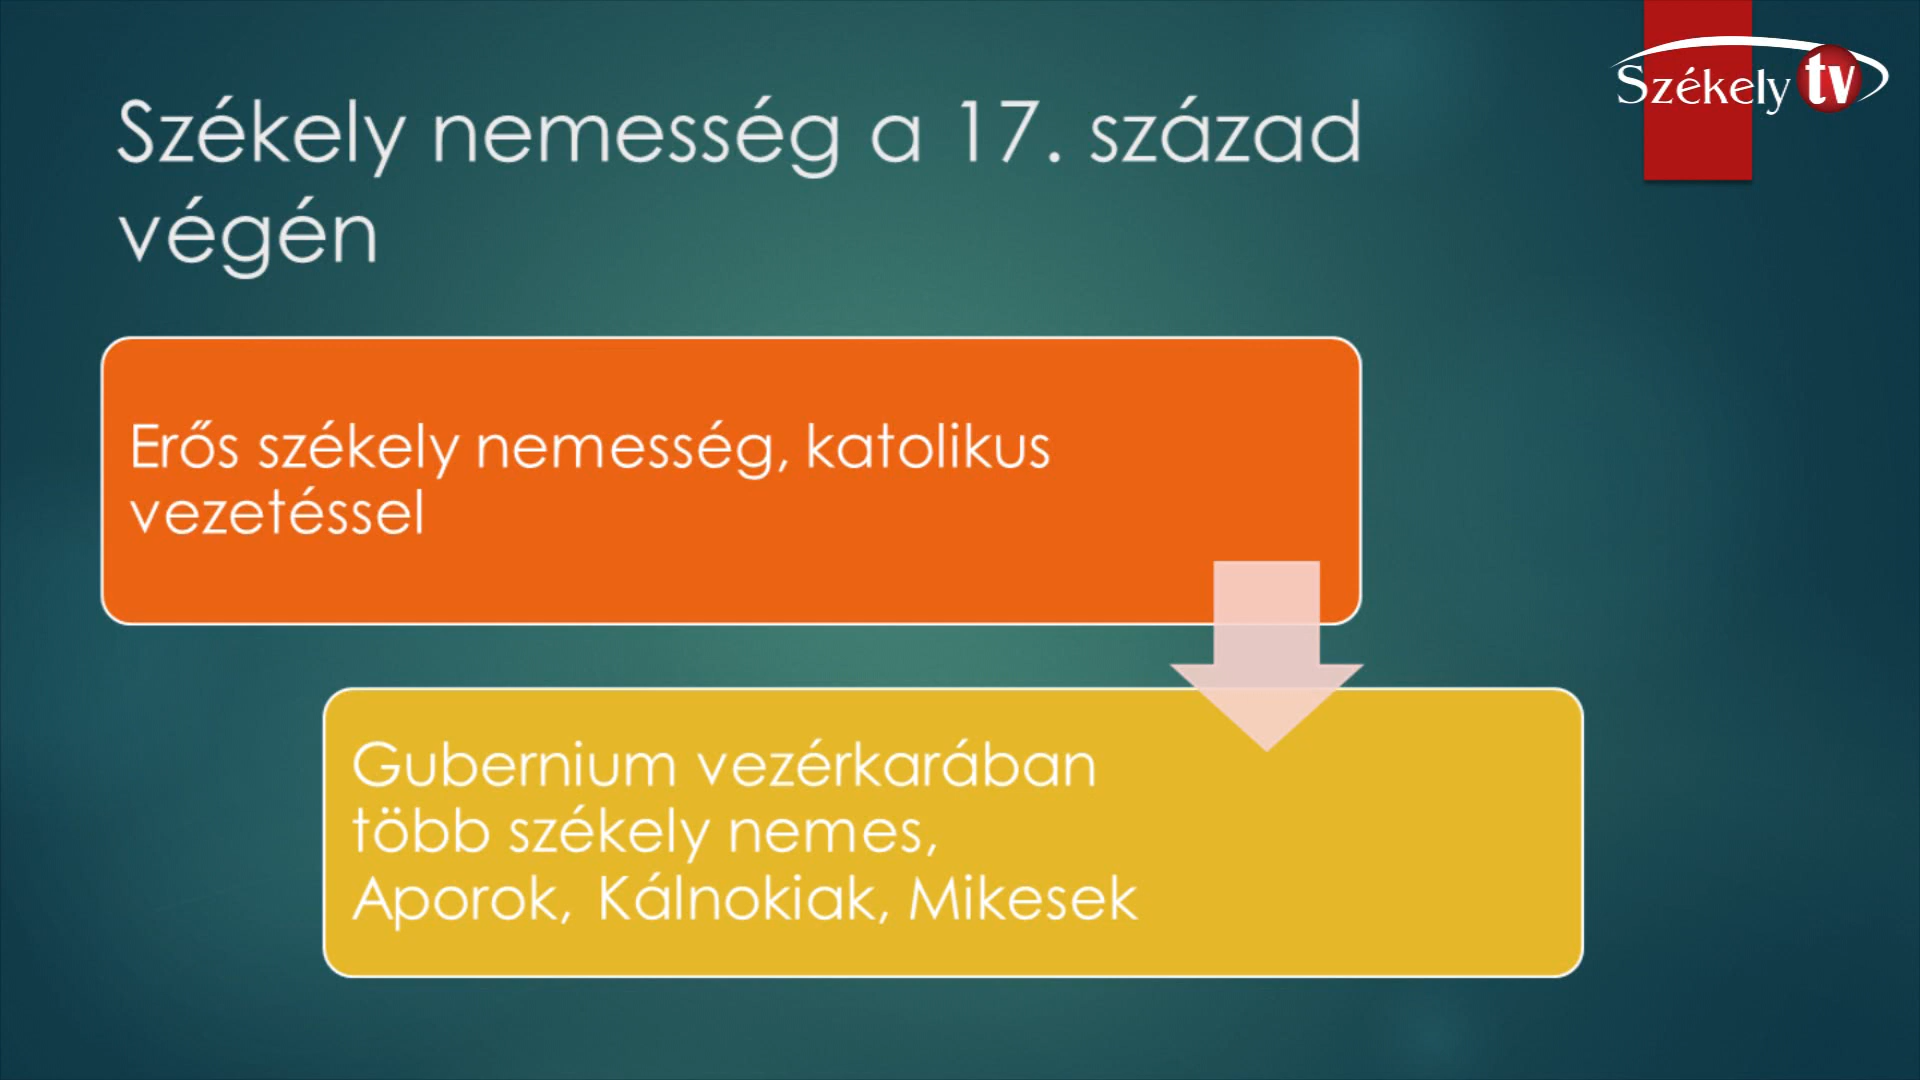 Székely tv
Székely nemesség a 17. század
végén
Erős székely nemesség, katolikus
vezetéssel
Gubernium vezérkarában
több székely nemes,
Aporok, Kálnokiak, Mikesek